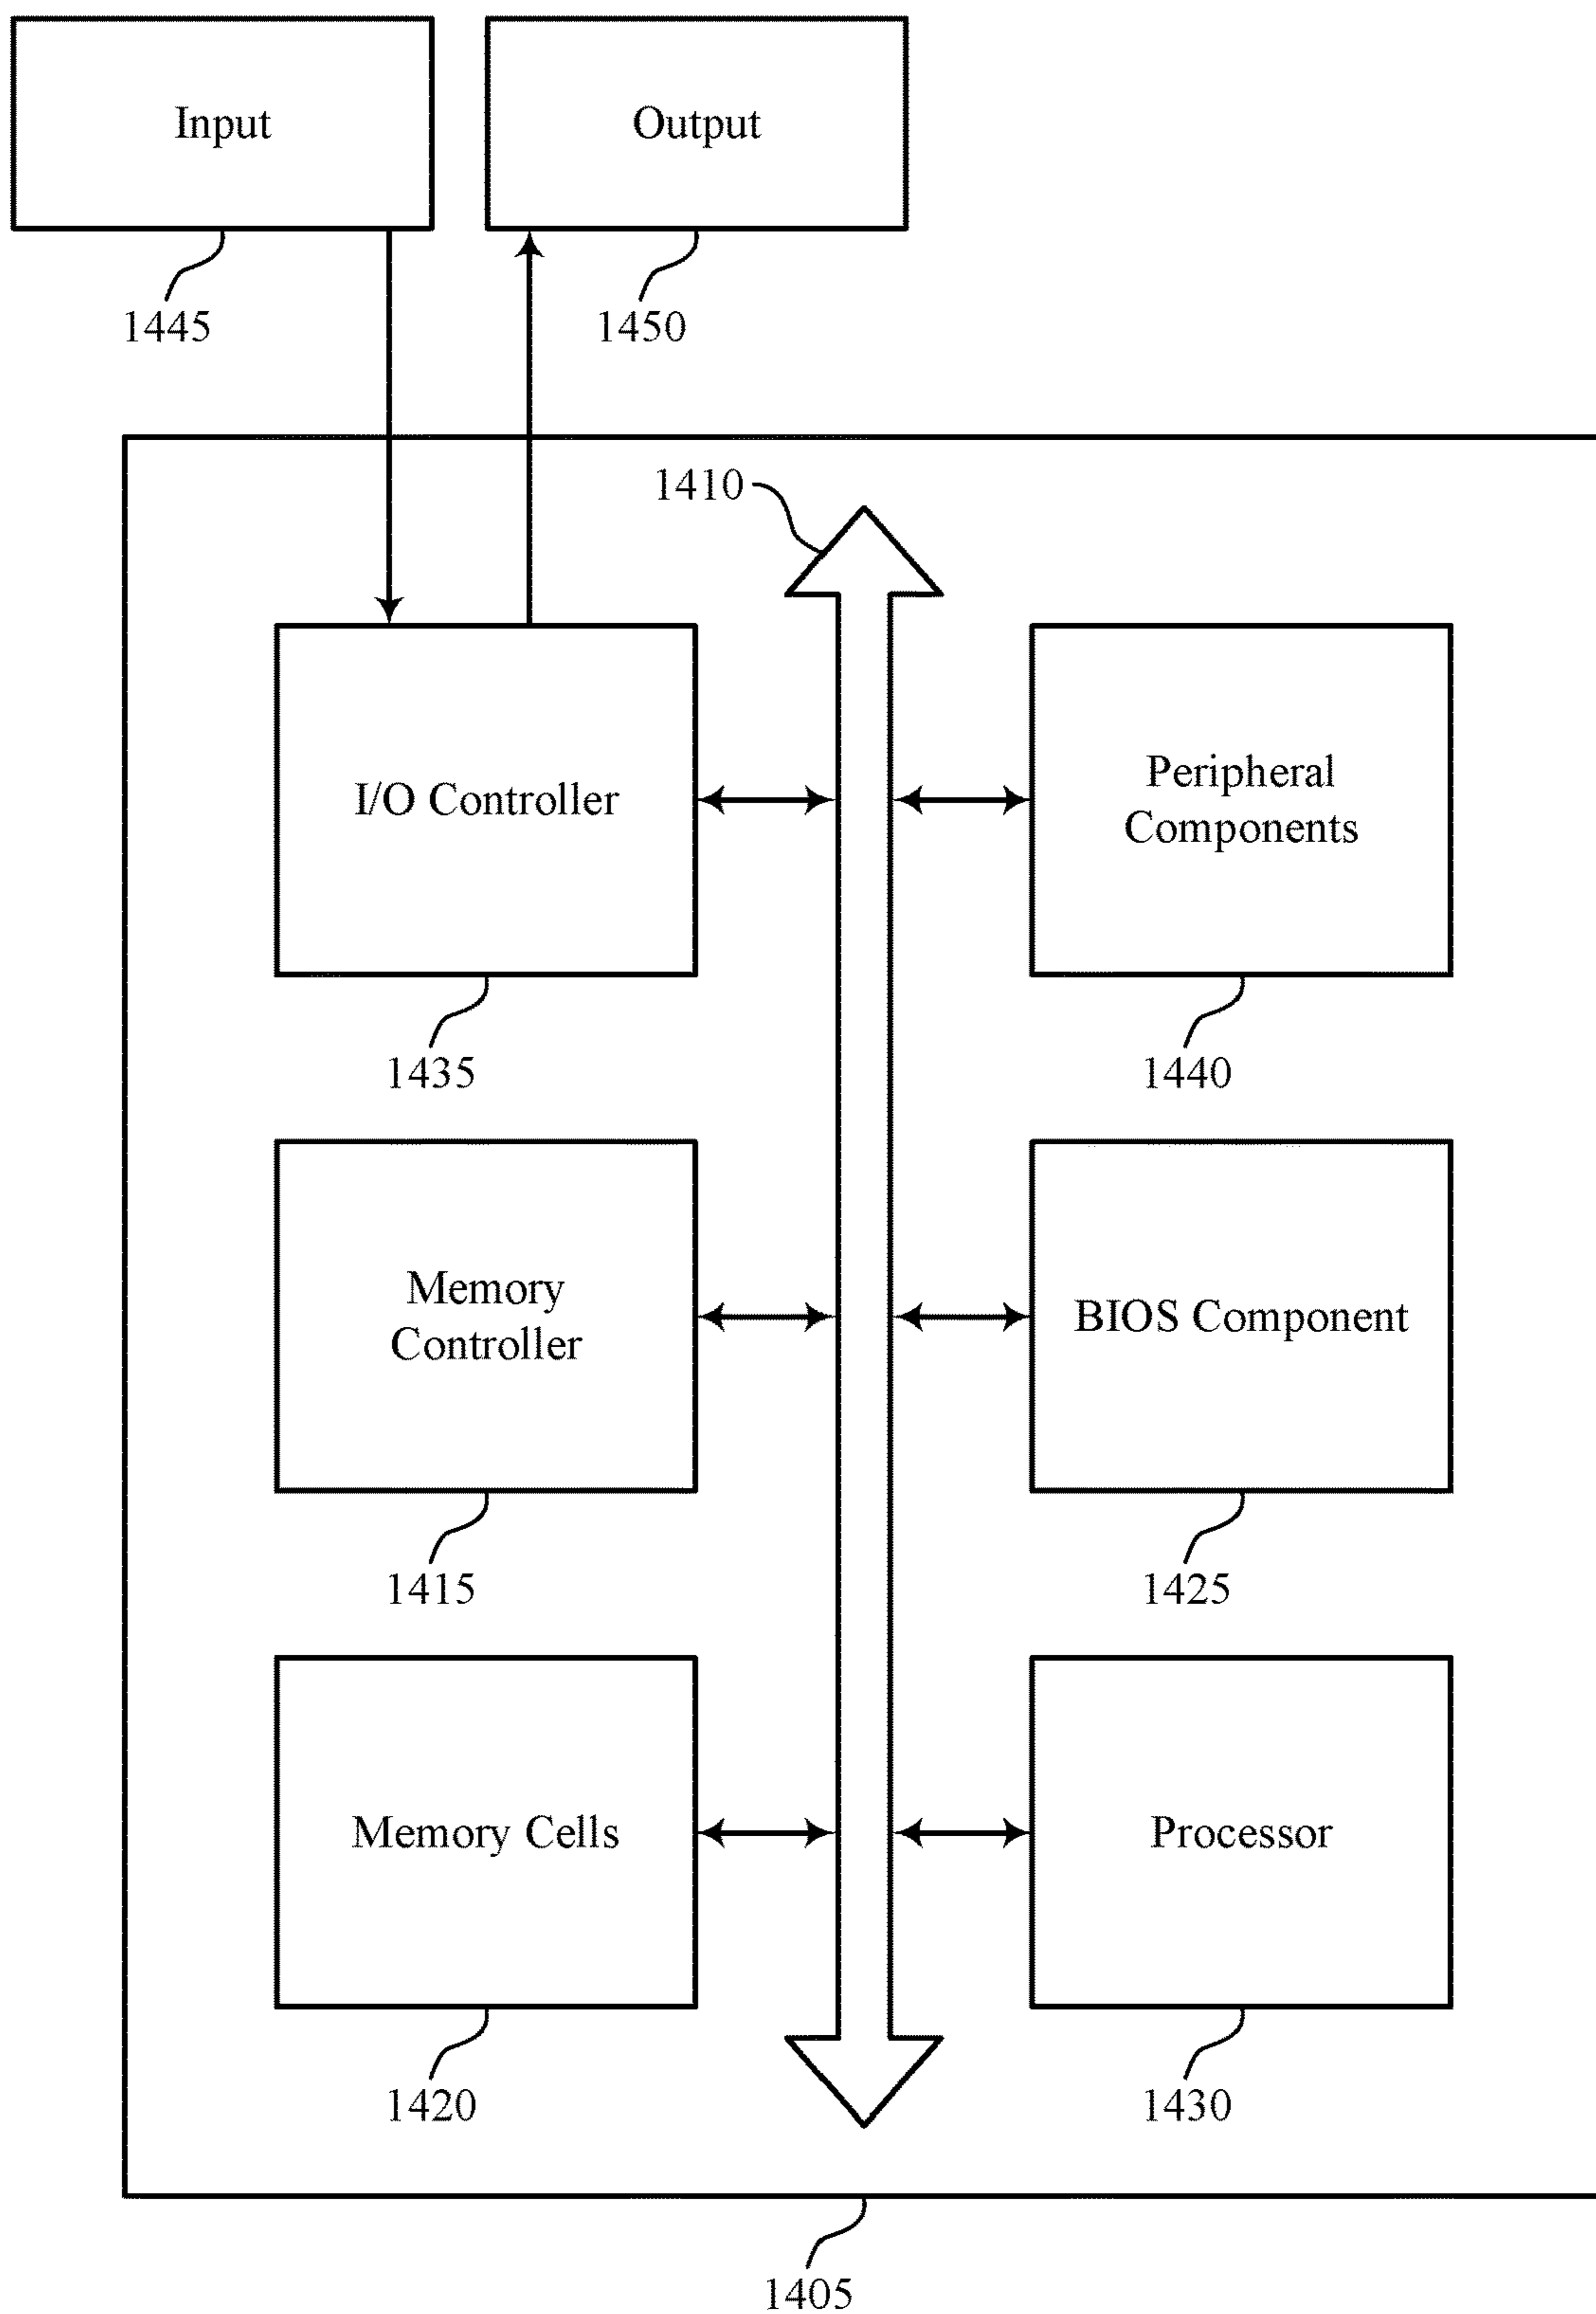 Input
Output
1445
1450
1410
I/O Controller
Peripheral
Components
1435
1440
Memory
Controller
BIOS Component
1415
1425
Memory Cells
Processor
1420
1430
1405